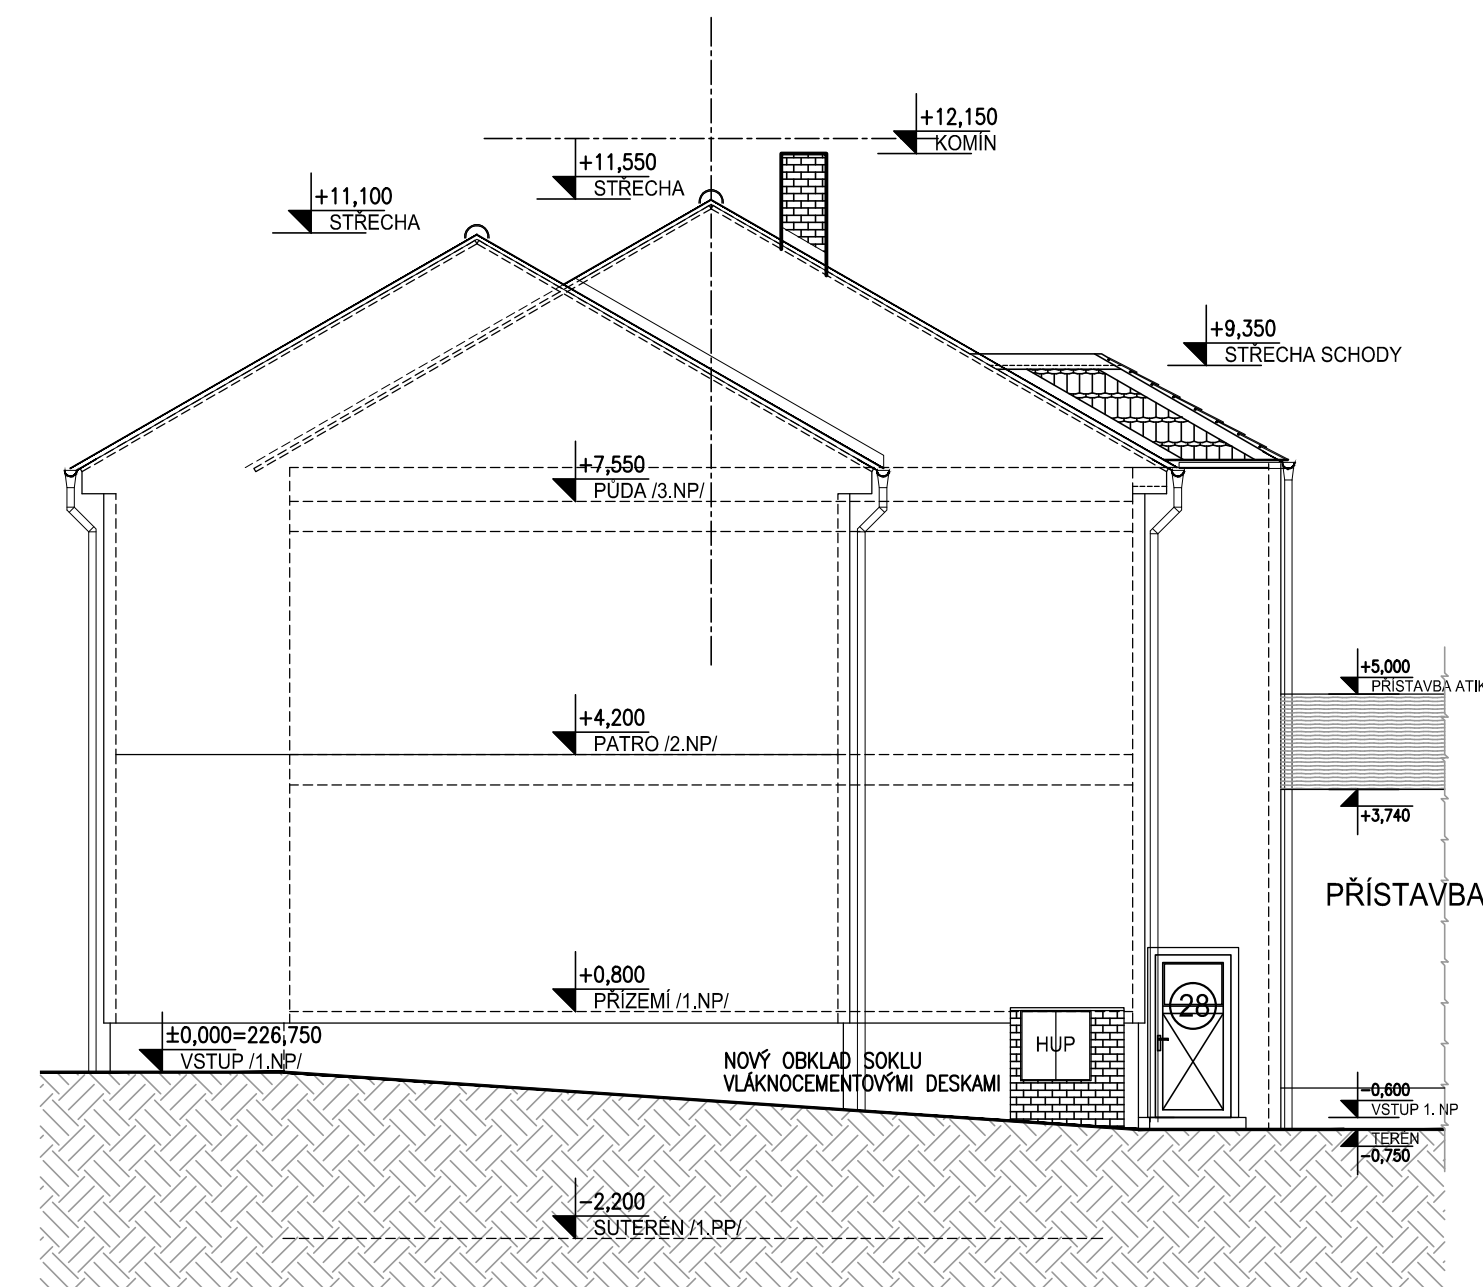 +12,150
KOMÍN
+11,550
STŘECHA
+11,100
STŘECHA
+9,350
STŘECHA SCHODY
+7,550
PŮDA /3.NP/
+5,000
PŘÍSTAVBA ATIK
+4,200
PATRO /2.NP/
+3,740
PŘÍSTAVBA
+0,800
PŘÍZEMÍ /1.NP/
28
±0,000=226,750
VSTUP /1.NP/
HUP
NOVÝ OBKLAD SOKLU
VLÁKNOCEMENTOVÝMI DESKAMI
-0,600
VSTUP 1. NP
TERÉN
-0,750
-2,200
SUTERÉN /1.PP/